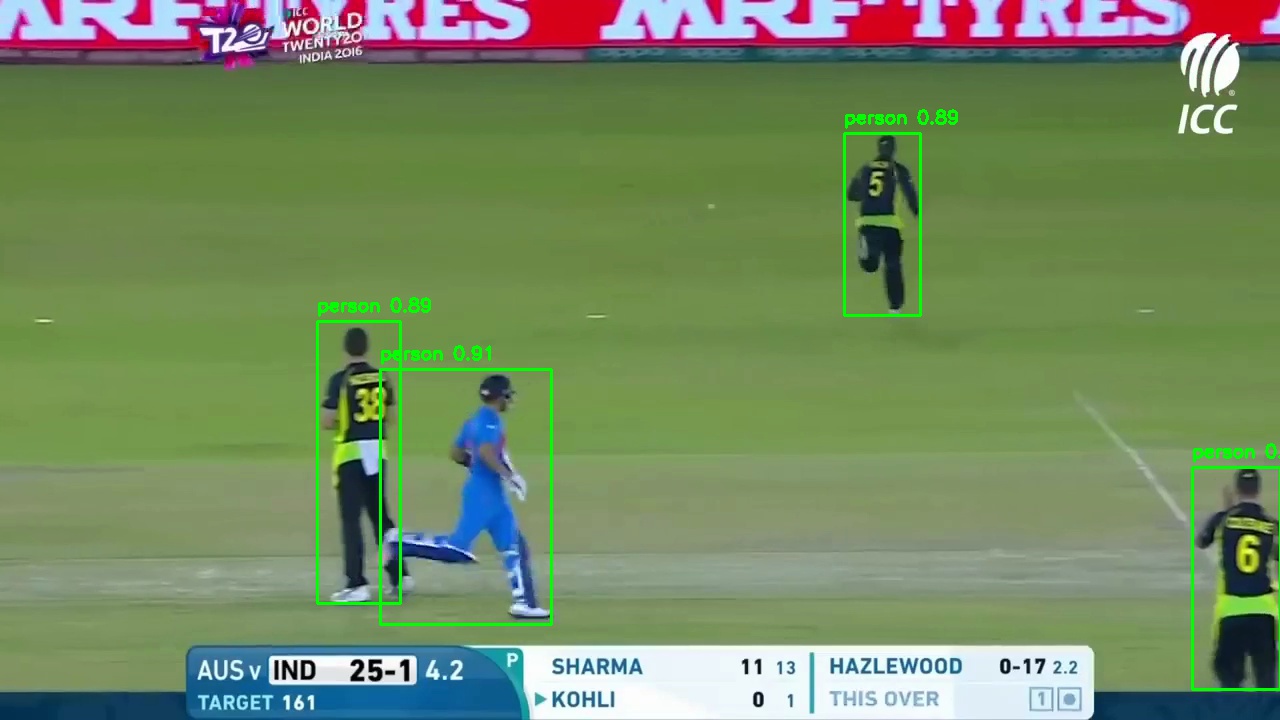 MRF TYRES MRF TYRES
T20 ICC
WORLD
TWENTY20
INDIA 2016
ICC
person 0.89
5
person 0.89
person 0.91
38
person 0.
6
AUS v IND 25-1 4.2 P
TARGET 161
SHARMA 11 13
KOHLI 0 1
HAZLEWOOD 0-17 2.2
THIS OVER 1